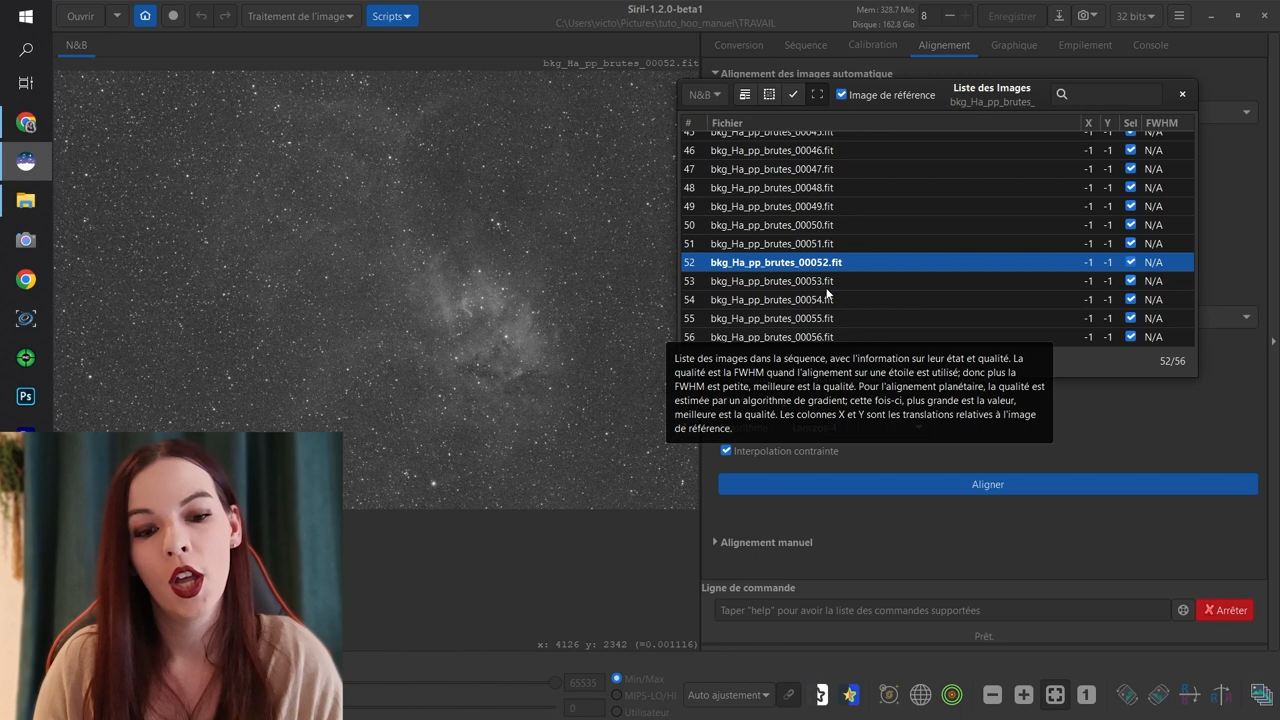 Siril-1.2.0-beta1
C:\Users\victo\Pictures\tuto_hoo_manuel\TRAVAIL
Ouvrir
Traitement de l'image
Scripts
Mem : 328.7 Mio
Disque : 162.8 Gio
8
Enregistrer
32 bits
N&B
bkg_Ha_pp_brutes_00052.fit
Conversion Séquence Calibration Alignement Graphique Empilement Console
Alignement des images automatique
N&B
Image de référence
Liste des Images
bkg_Ha_pp_brutes_
# Fichier X Y Sel FWHM
45 bkg_Ha_pp_brutes_00045.fit -1 -1 N/A
46 bkg_Ha_pp_brutes_00046.fit -1 -1 N/A
47 bkg_Ha_pp_brutes_00047.fit -1 -1 N/A
48 bkg_Ha_pp_brutes_00048.fit -1 -1 N/A
49 bkg_Ha_pp_brutes_00049.fit -1 -1 N/A
50 bkg_Ha_pp_brutes_00050.fit -1 -1 N/A
51 bkg_Ha_pp_brutes_00051.fit -1 -1 N/A
52 bkg_Ha_pp_brutes_00052.fit -1 -1 N/A
53 bkg_Ha_pp_brutes_00053.fit -1 -1 N/A
54 bkg_Ha_pp_brutes_00054.fit -1 -1 N/A
55 bkg_Ha_pp_brutes_00055.fit -1 -1 N/A
56 bkg_Ha_pp_brutes_00056.fit -1 -1 N/A
52/56
Liste des images dans la séquence, avec l'information sur leur état et qualité. La
qualité est la FWHM quand l'alignement sur une étoile est utilisé; donc plus la
FWHM est petite, meilleure est la qualité. Pour l'alignement planétaire, la qualité est
estimée par un algorithme de gradient; cette fois-ci, plus grande est la valeur,
meilleure est la qualité. Les colonnes X et Y sont les translations relatives à l'image
de référence.
Interpolation contrainte
Aligner
Alignement manuel
Ligne de commande
Taper "help" pour avoir la liste des commandes supportées
Arrêter
Prêt.
x: 4126 y: 2342 (=0.001116)
65535
0
Min/Max
MIPS-LO/HI
Utilisateur
Auto ajustement
1
Ps